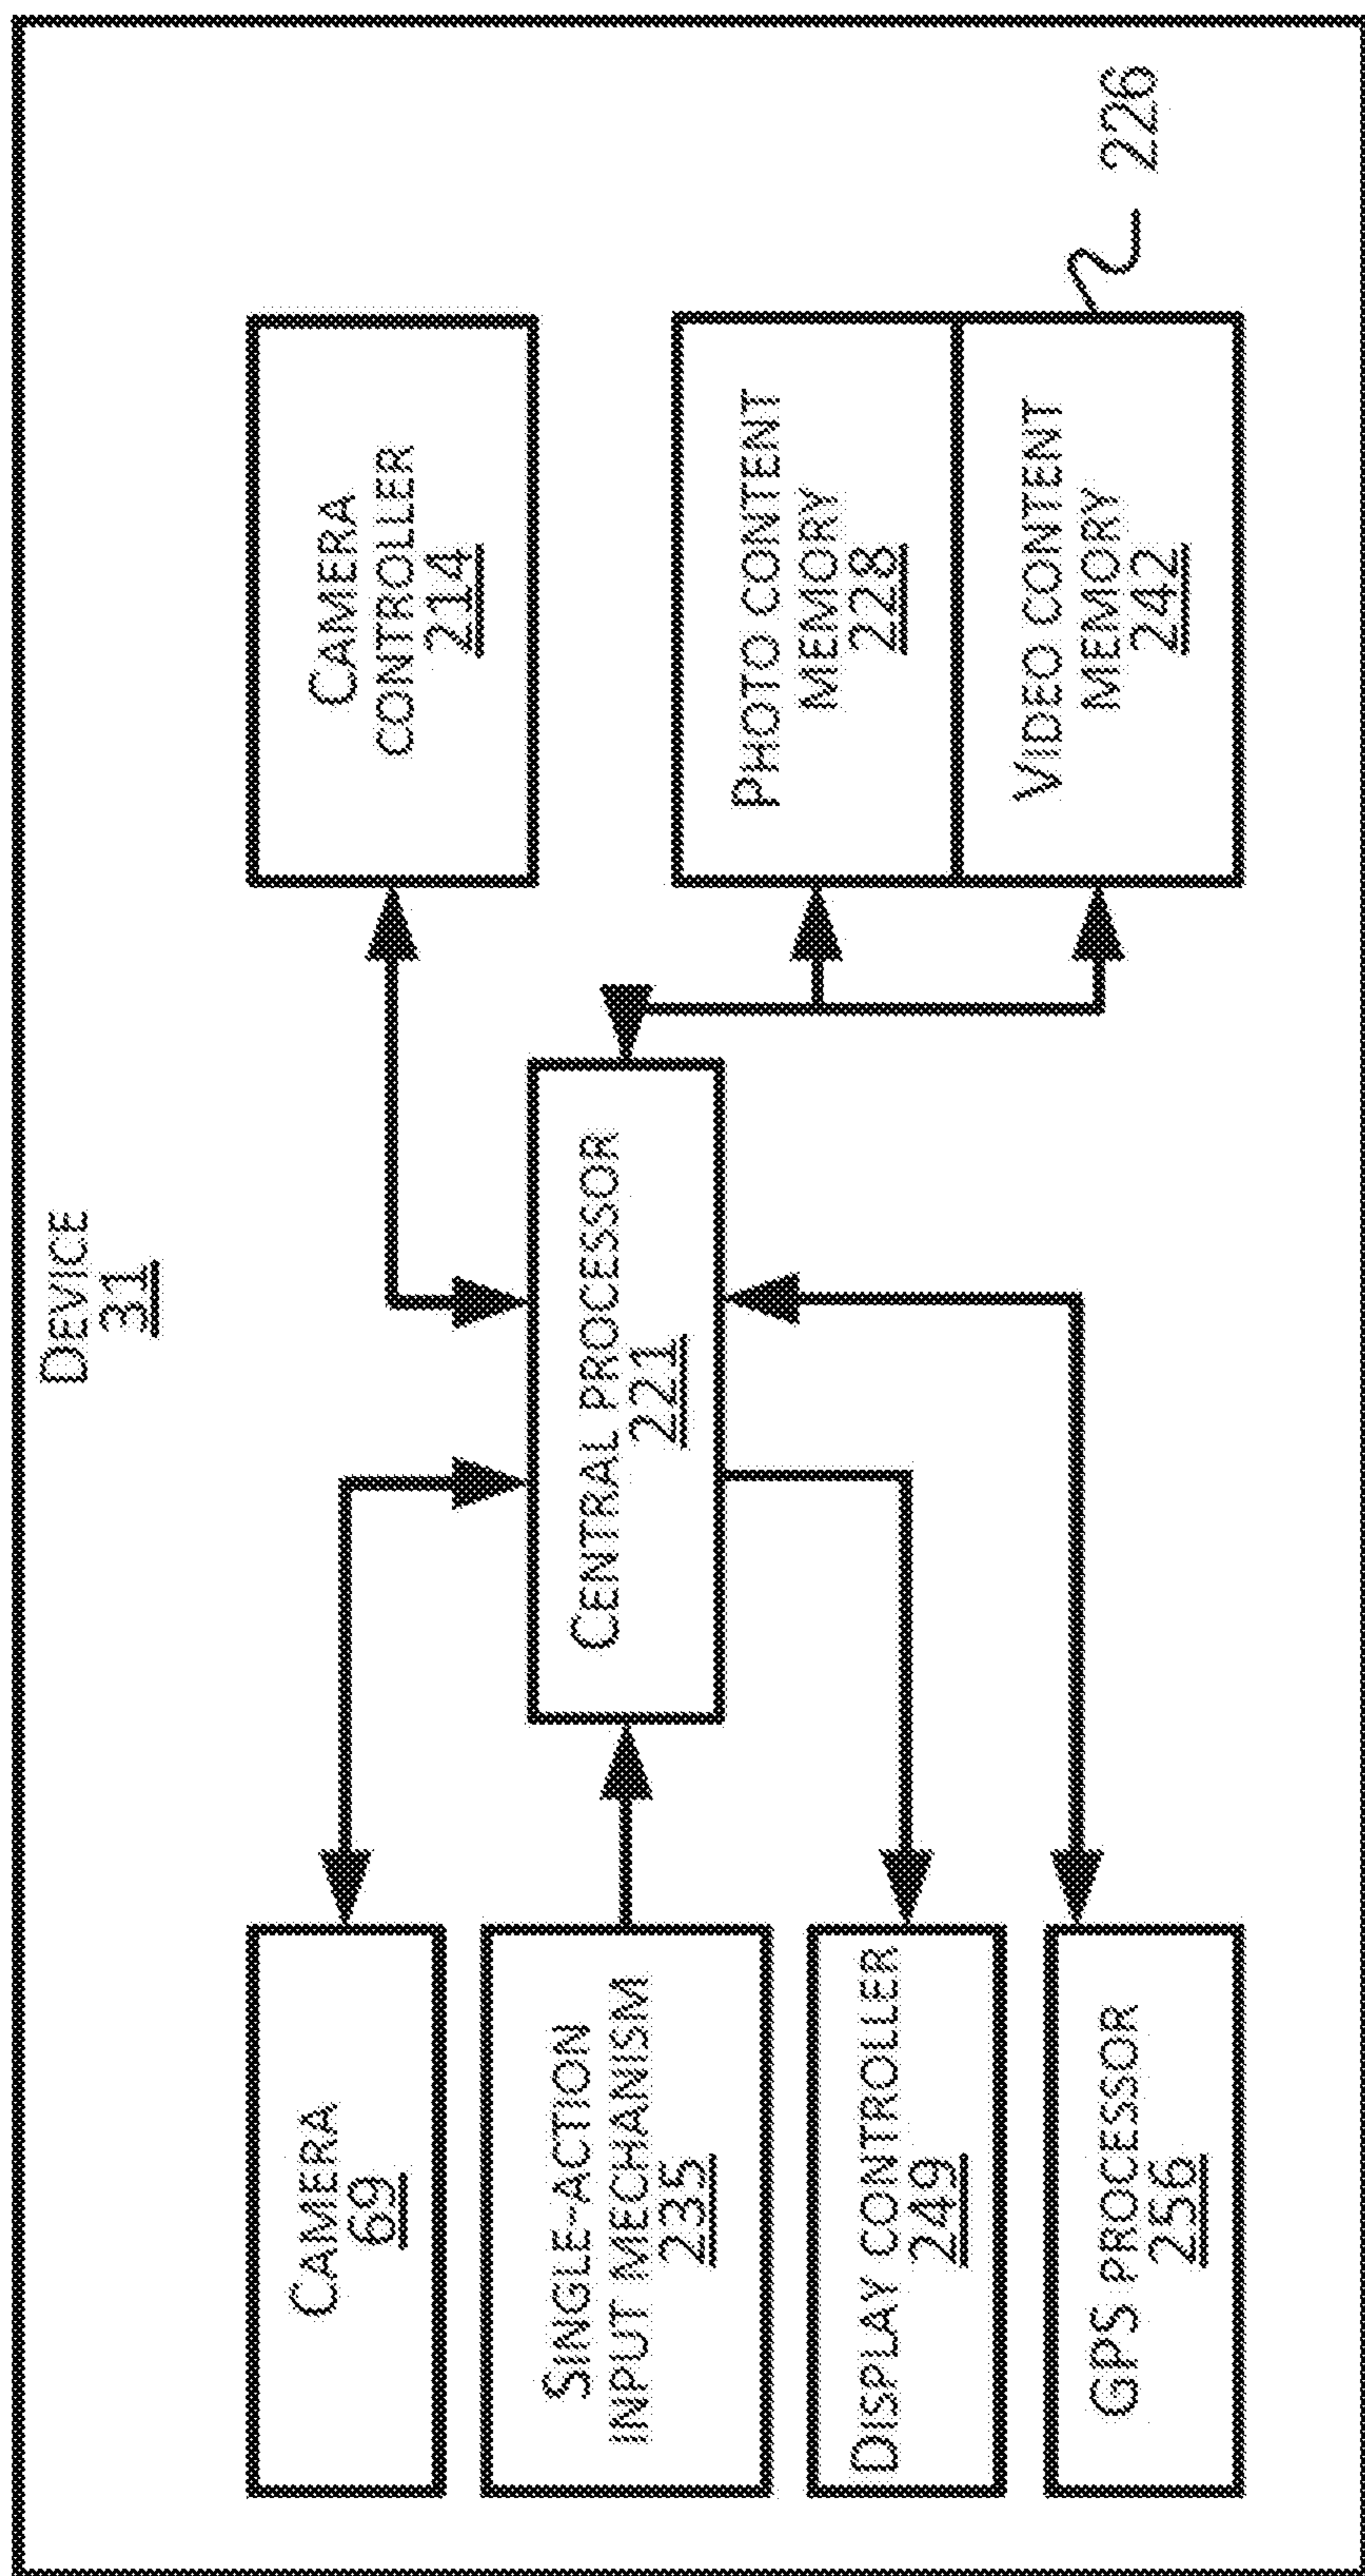 DEVICE
31
CAMERA
69
SINGLE-ACTION
INPUT MECHANISM
235
DISPLAY CONTROLLER
249
GPS PROCESSOR
256
CENTRAL PROCESSOR
221
CAMERA
CONTROLLER
214
PHOTO CONTENT
MEMORY
228
VIDEO CONTENT
MEMORY
242
226